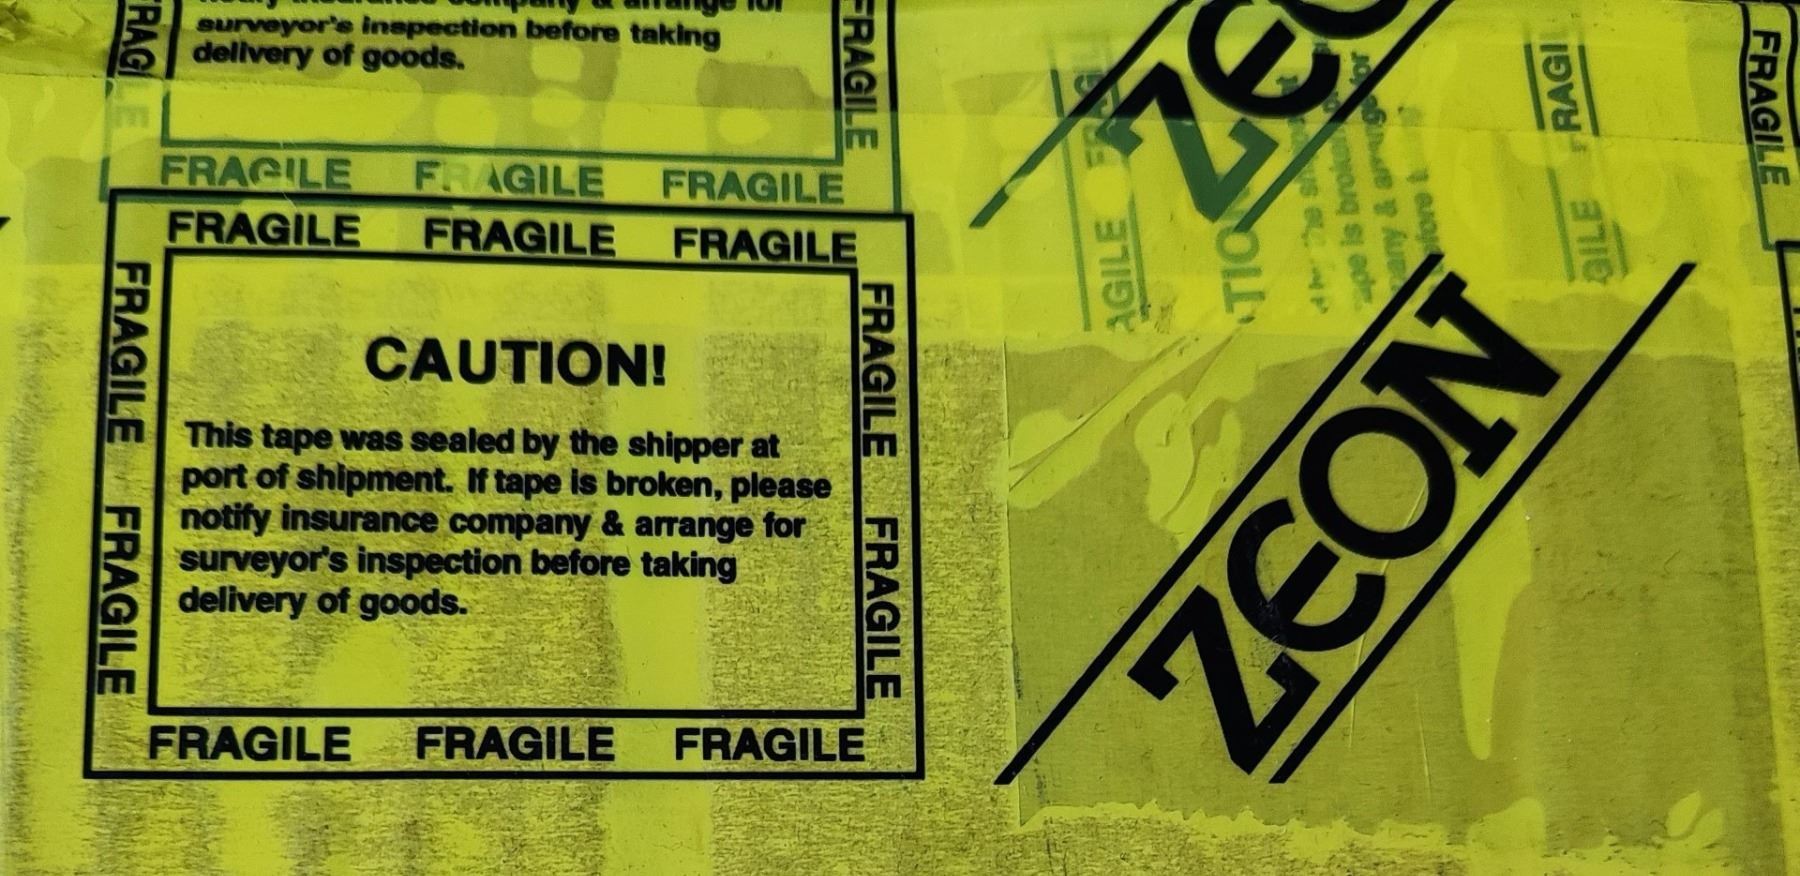 surveyor's inspection before taking
delivery of goods.
FRAGILE
FRAGILE
FRAGILE FRAGILE FRAGILE
FRAGILE FRAGILE FRAGILE
FRAGILE FRAGILE
CAUTION!
This tape was sealed by the shipper at
port of shipment. If tape is broken, please
notify insurance company & arrange for
surveyor's inspection before taking
delivery of goods.
FRAGILE FRAGILE
FRAGILE FRAGILE FRAGILE
ZEON
FRAGILE